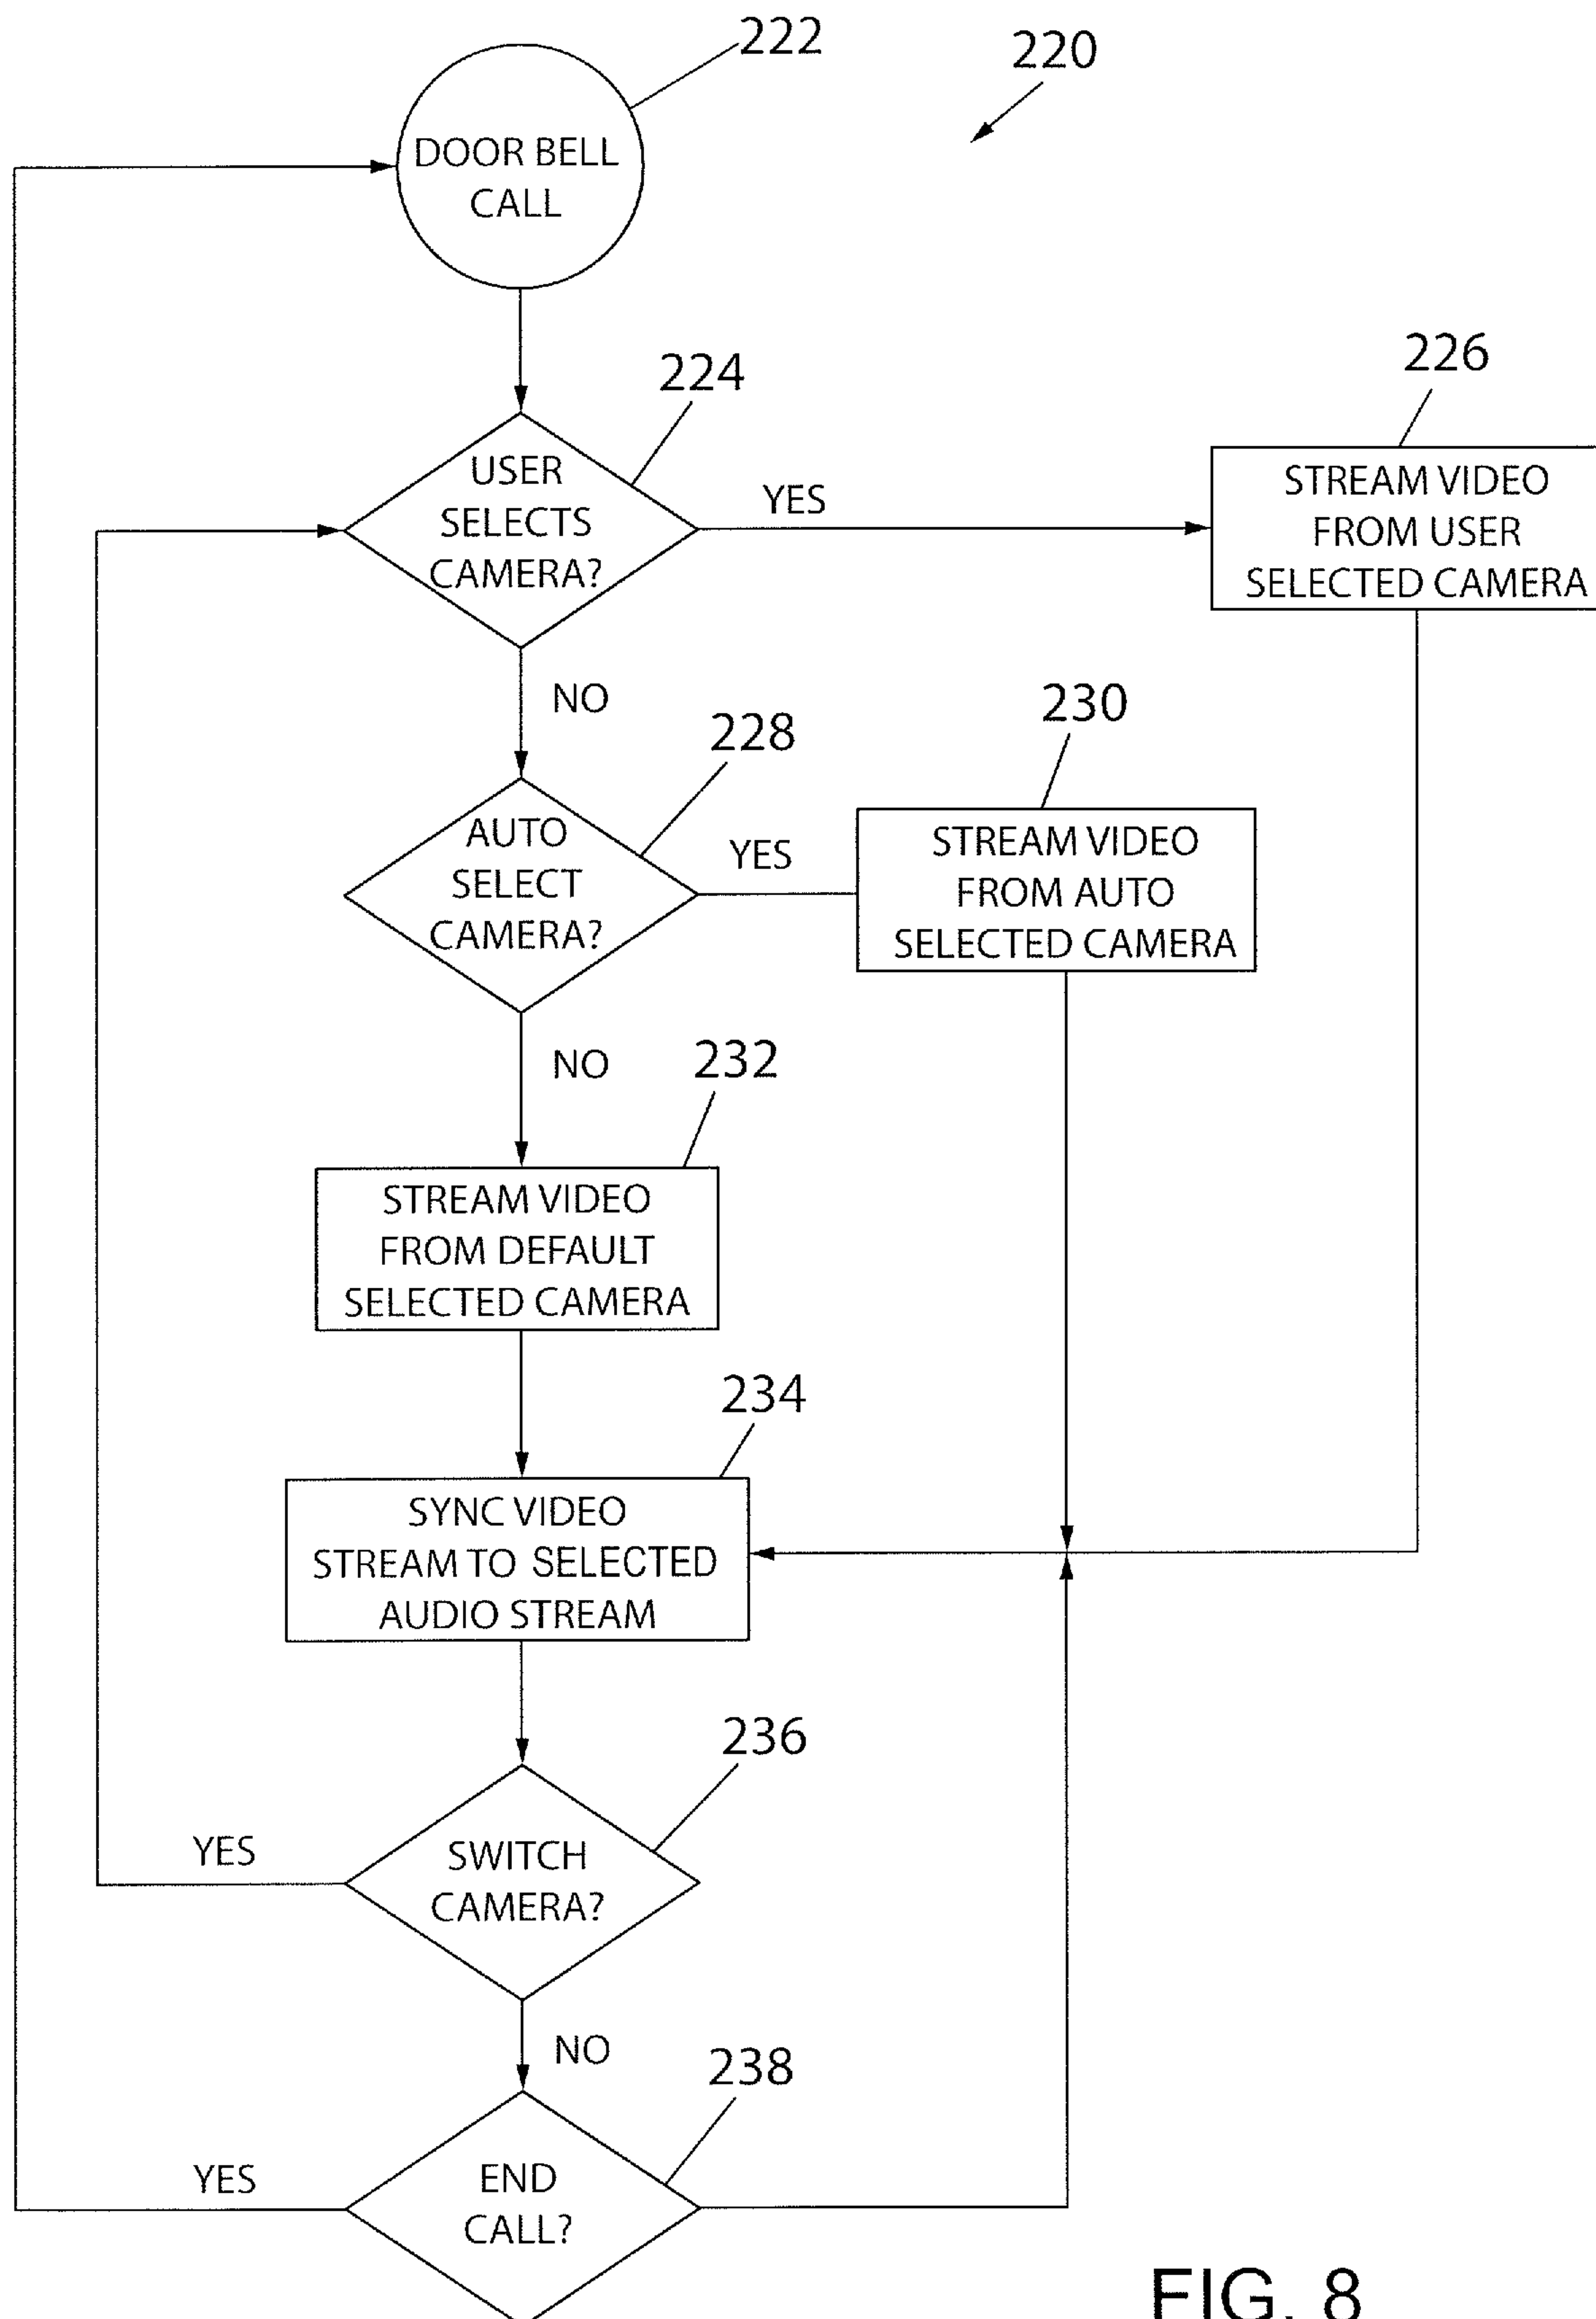 222
220
DOOR BELL
CALL
224
226
USER
SELECTS
CAMERA?
YES
STREAM VIDEO
FROM USER
SELECTED CAMERA
NO
228
230
AUTO
SELECT
CAMERA?
YES
STREAM VIDEO
FROM AUTO
SELECTED CAMERA
NO
232
STREAM VIDEO
FROM DEFAULT
SELECTED CAMERA
234
SYNC VIDEO
STREAM TO SELECTED
AUDIO STREAM
236
YES
SWITCH
CAMERA?
NO
238
YES
END
CALL?
FIG. 8